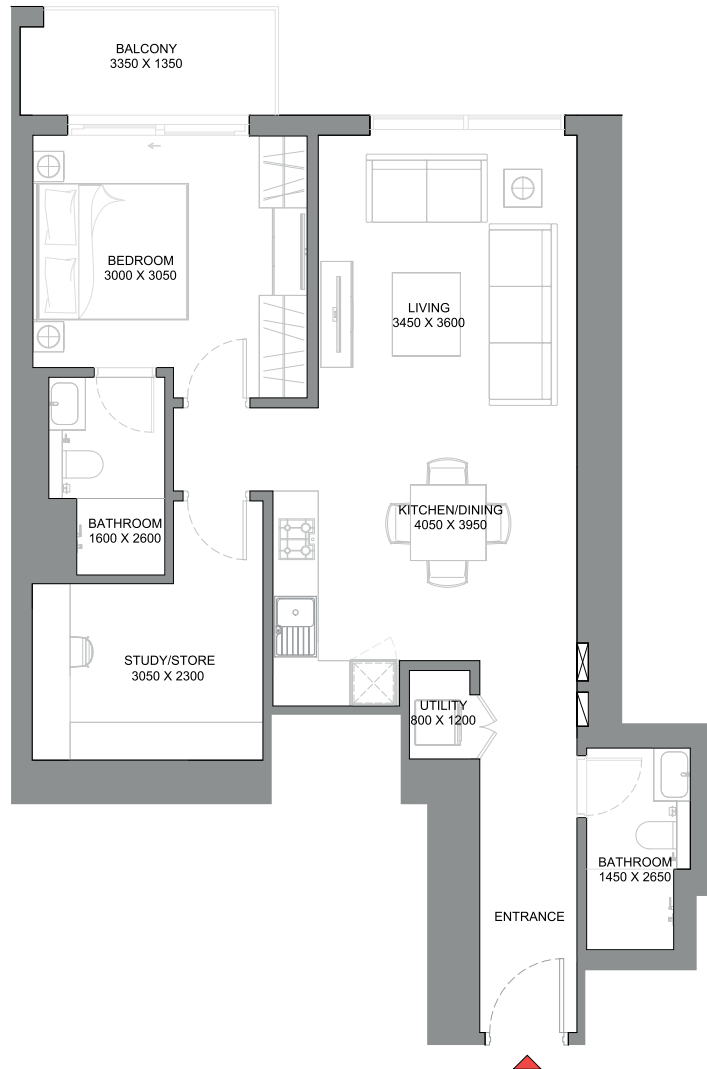 BALCONY
3350 X 1350
BEDROOM
3000 X 3050
LIVING
3450 X 3600
KITCHEN/DINING
4050 X 3950
BATHROOM
1600 X 2600
STUDY/STORE
3050 X 2300
UTILITY
800 X 1200
BATHROOM
1450 X 2650
ENTRANCE